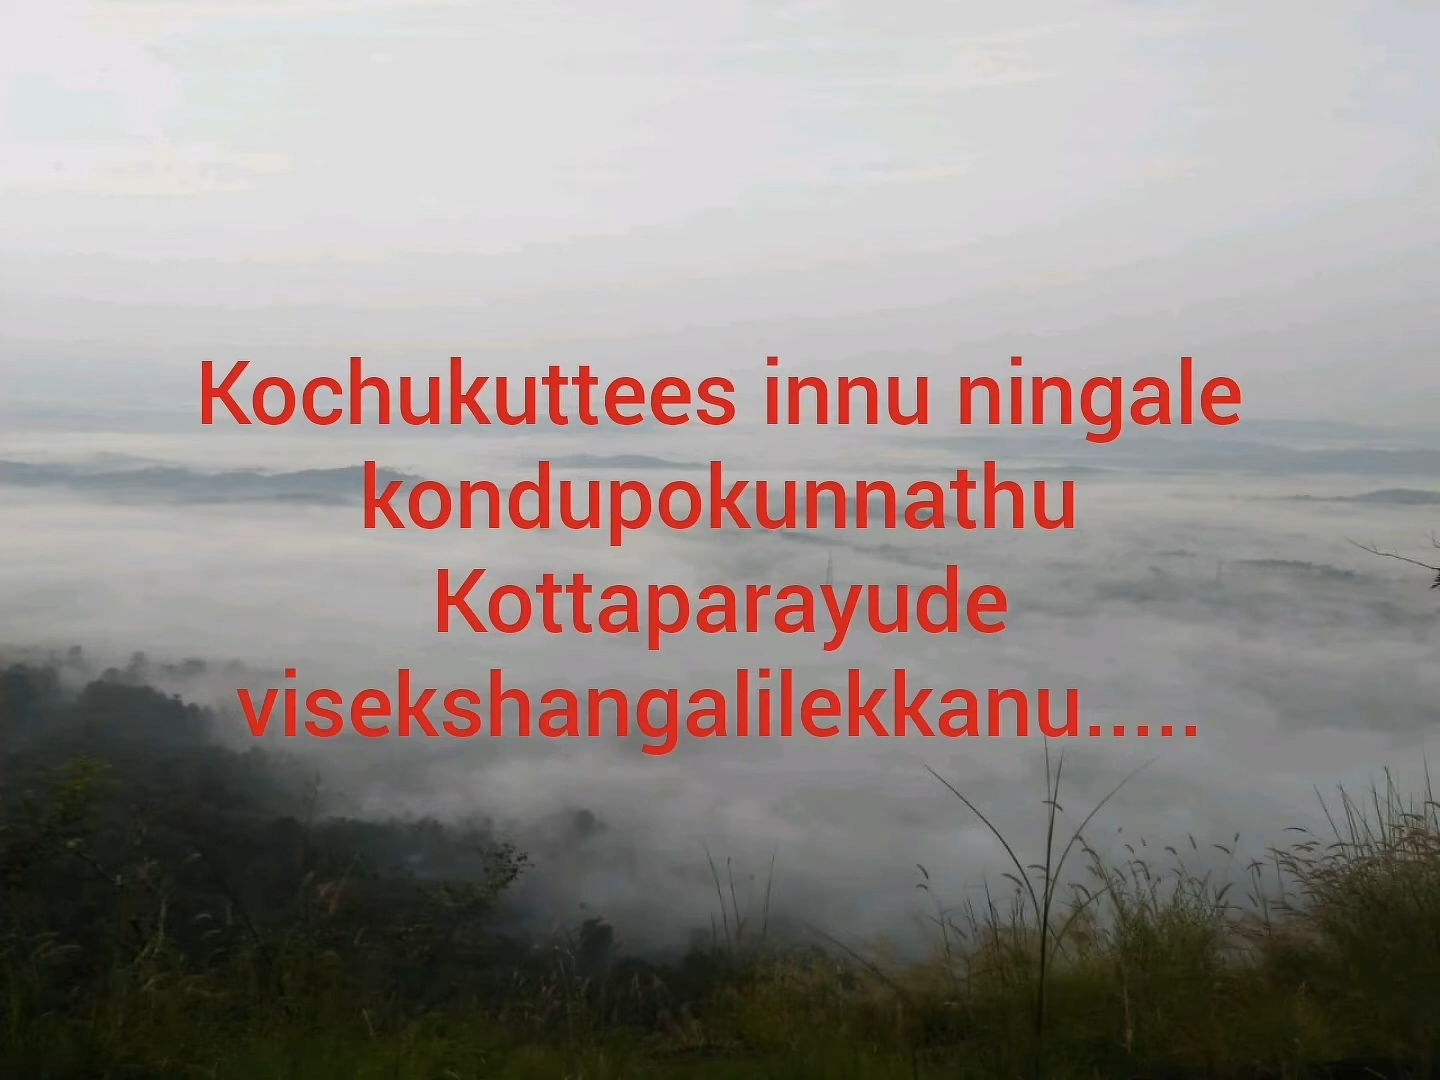 Kochukuttees innu ningale
kondupokunnathu
Kottaparayude
visekshangalilekkanu.....